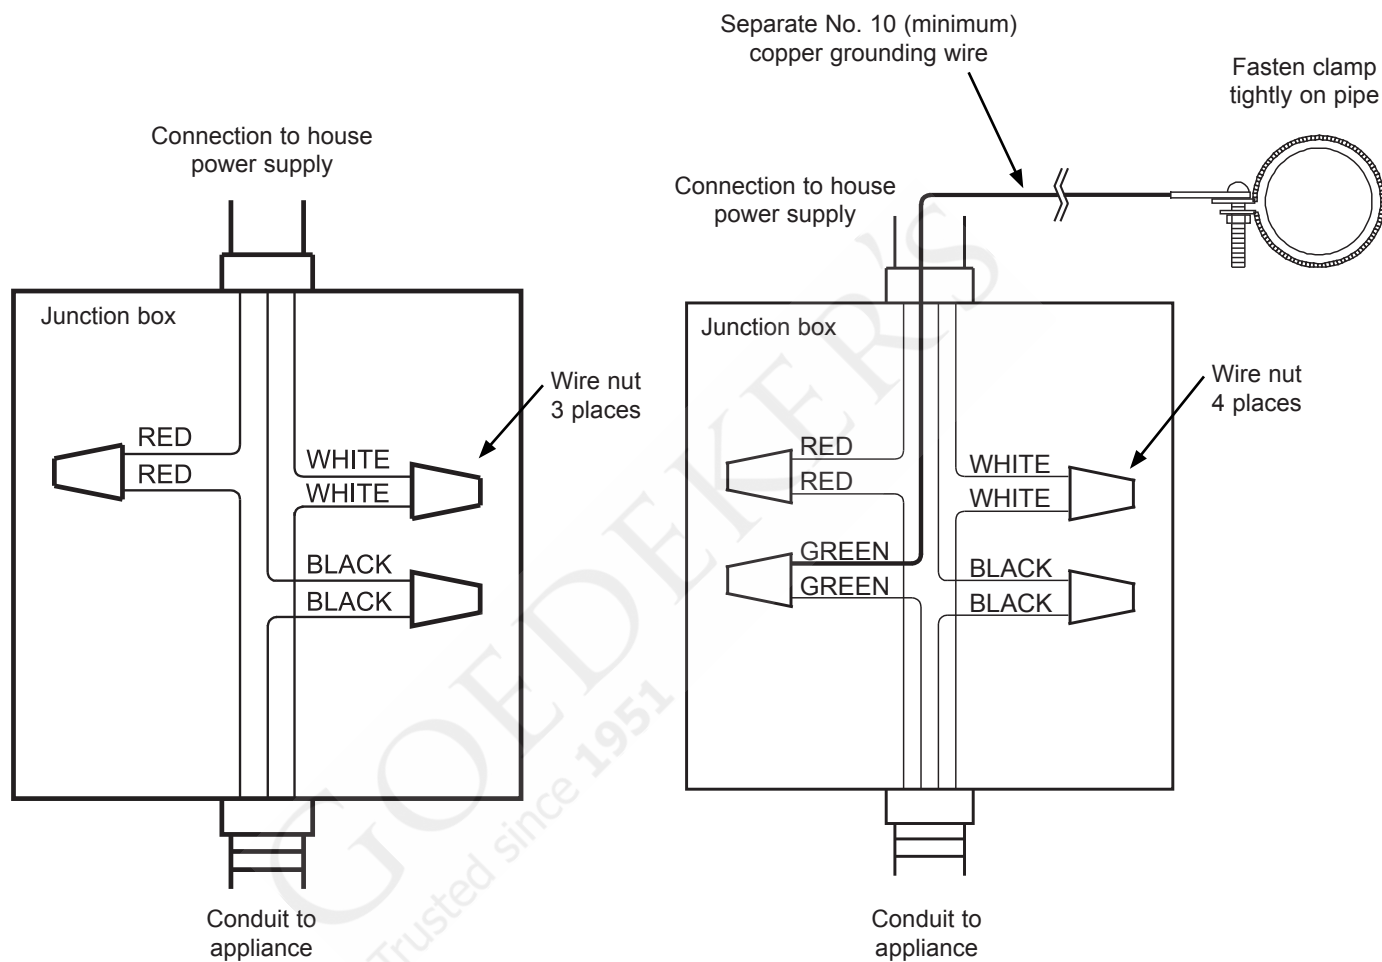 Separate No. 10 (minimum)
copper grounding wire
Fasten clamp
tightly on pipe
Connection to house
power supply
Junction box
Wire nut
3 places
RED
RED
WHITE
WHITE
BLACK
BLACK
Conduit to
appliance
Connection to house
power supply
Junction box
Wire nut
4 places
RED
RED
WHITE
WHITE
GREEN
GREEN
BLACK
BLACK
Conduit to
appliance
GOEDEKER'S
Trusted since 1951